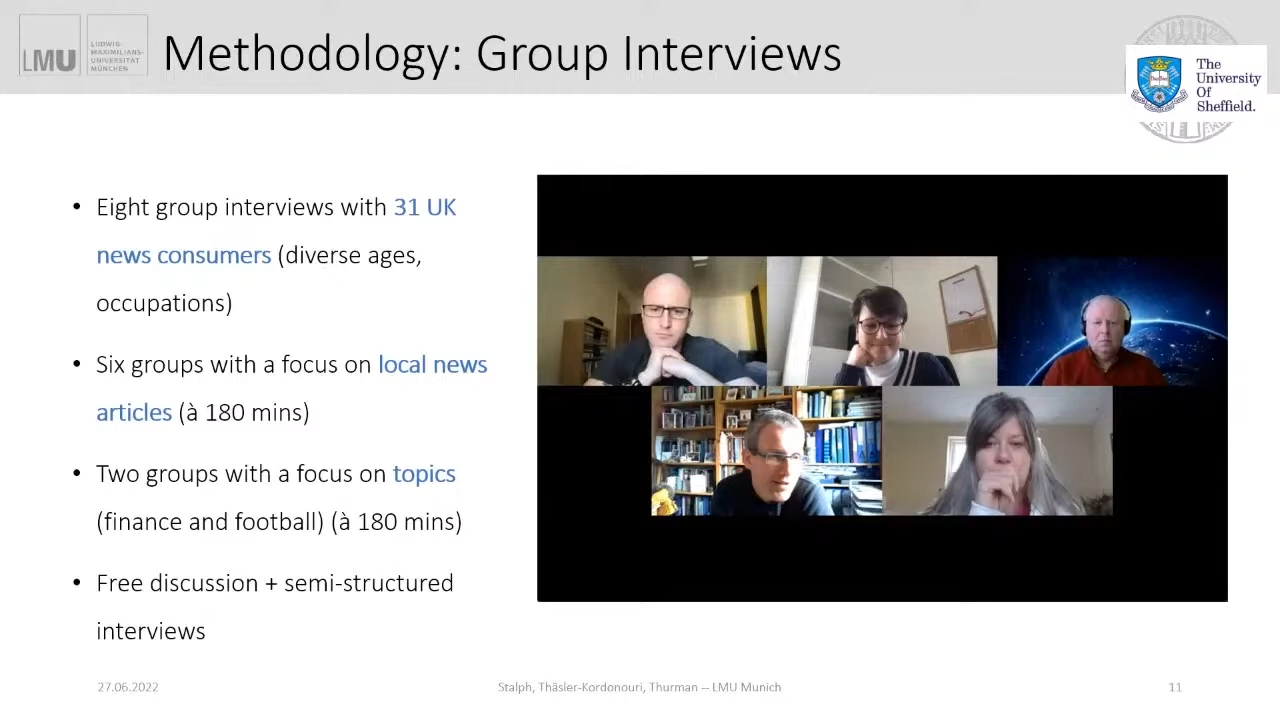 LMU
LUDWIG-
MAXIMILIANS-
UNIVERSITÄT
MÜNCHEN
Methodology: Group Interviews
The
University
Of
Sheffield.
• Eight group interviews with 31 UK
news consumers (diverse ages,
occupations)
• Six groups with a focus on local news
articles (à 180 mins)
• Two groups with a focus on topics
(finance and football) (à 180 mins)
• Free discussion + semi-structured
interviews
27.06.2022
Stalph, Thäsler-Kordonouri, Thurman -- LMU Munich
11